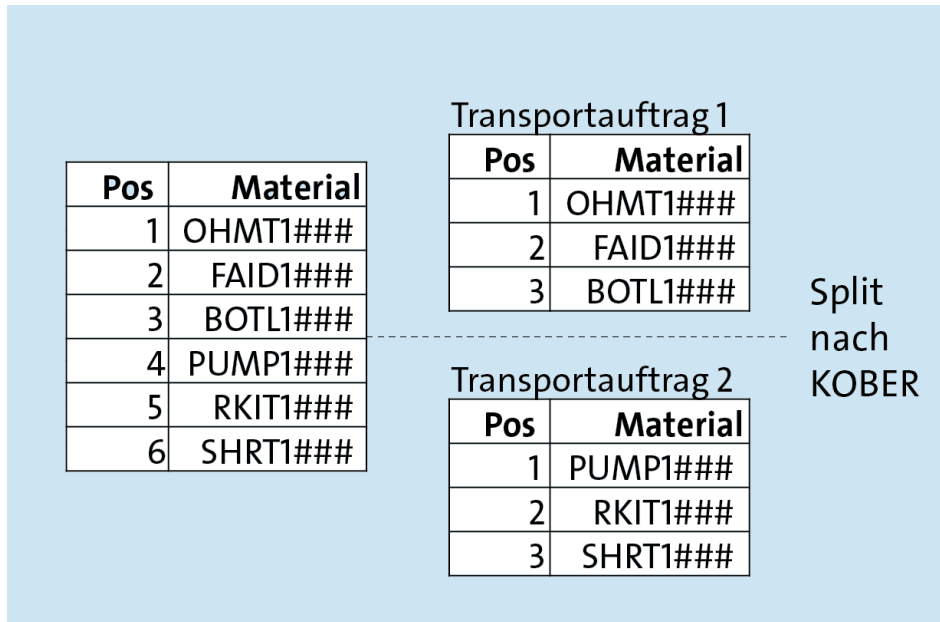 Pos Material
1 OHMT1###
2 FAID1###
3 BOTL1###
4 PUMP1###
5 RKIT1###
6 SHRT1###
Transportauftrag 1
Pos Material
1 OHMT1###
2 FAID1###
3 BOTL1###
Transportauftrag 2
Pos Material
1 PUMP1###
2 RKIT1###
3 SHRT1###
Split
nach
KOBER